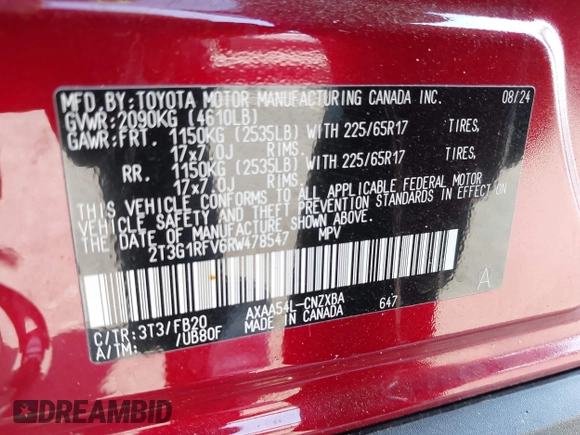 MFD.BY:TOYOTA MOTOR MANUFACTURING CANADA INC. 08/24
GVWR:2090KG (4610LB)
GAWR:FRT. 1150KG (2535LB) WITH 225/65R17 TIRES,
17x7.0J RIMS,
RR. 1150KG (2535LB) WITH 225/65R17 TIRES,
17x7.0J RIMS,
THIS VEHICLE CONFORMS TO ALL APPLICABLE FEDERAL MOTOR
VEHICLE SAFETY AND THEFT PREVENTION STANDARDS IN EFFECT ON
THE DATE OF MANUFACTURE SHOWN ABOVE.
2T3G1RFV6RW478547 MPV
A
C/TR:3T3/FB20 AXAA54L-CNZXBA 647
A/TM: /UB80F MADE IN CANADA
DREAMBID